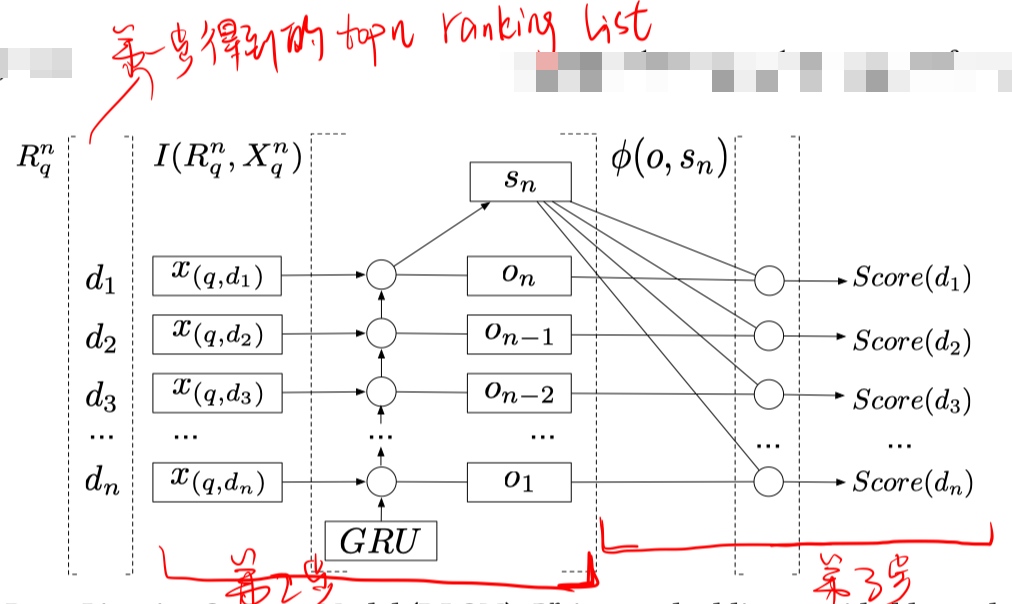 第一步得到的topn ranking list
R_q^n I(R_q^n, X_q^n) s_n ϕ(o, s_n)
d_1 x_(q,d_1) o_n Score(d_1)
d_2 x_(q,d_2) o_{n-1} Score(d_2)
d_3 x_(q,d_3) o_{n-2} Score(d_3)
... ... ... ... ... ...
d_n x_(q,d_n) o_1 Score(d_n)
GRU
第2步 第3步